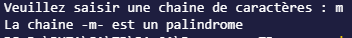 Veuillez saisir une chaine de caractères : m
La chaine -m- est un palindrome